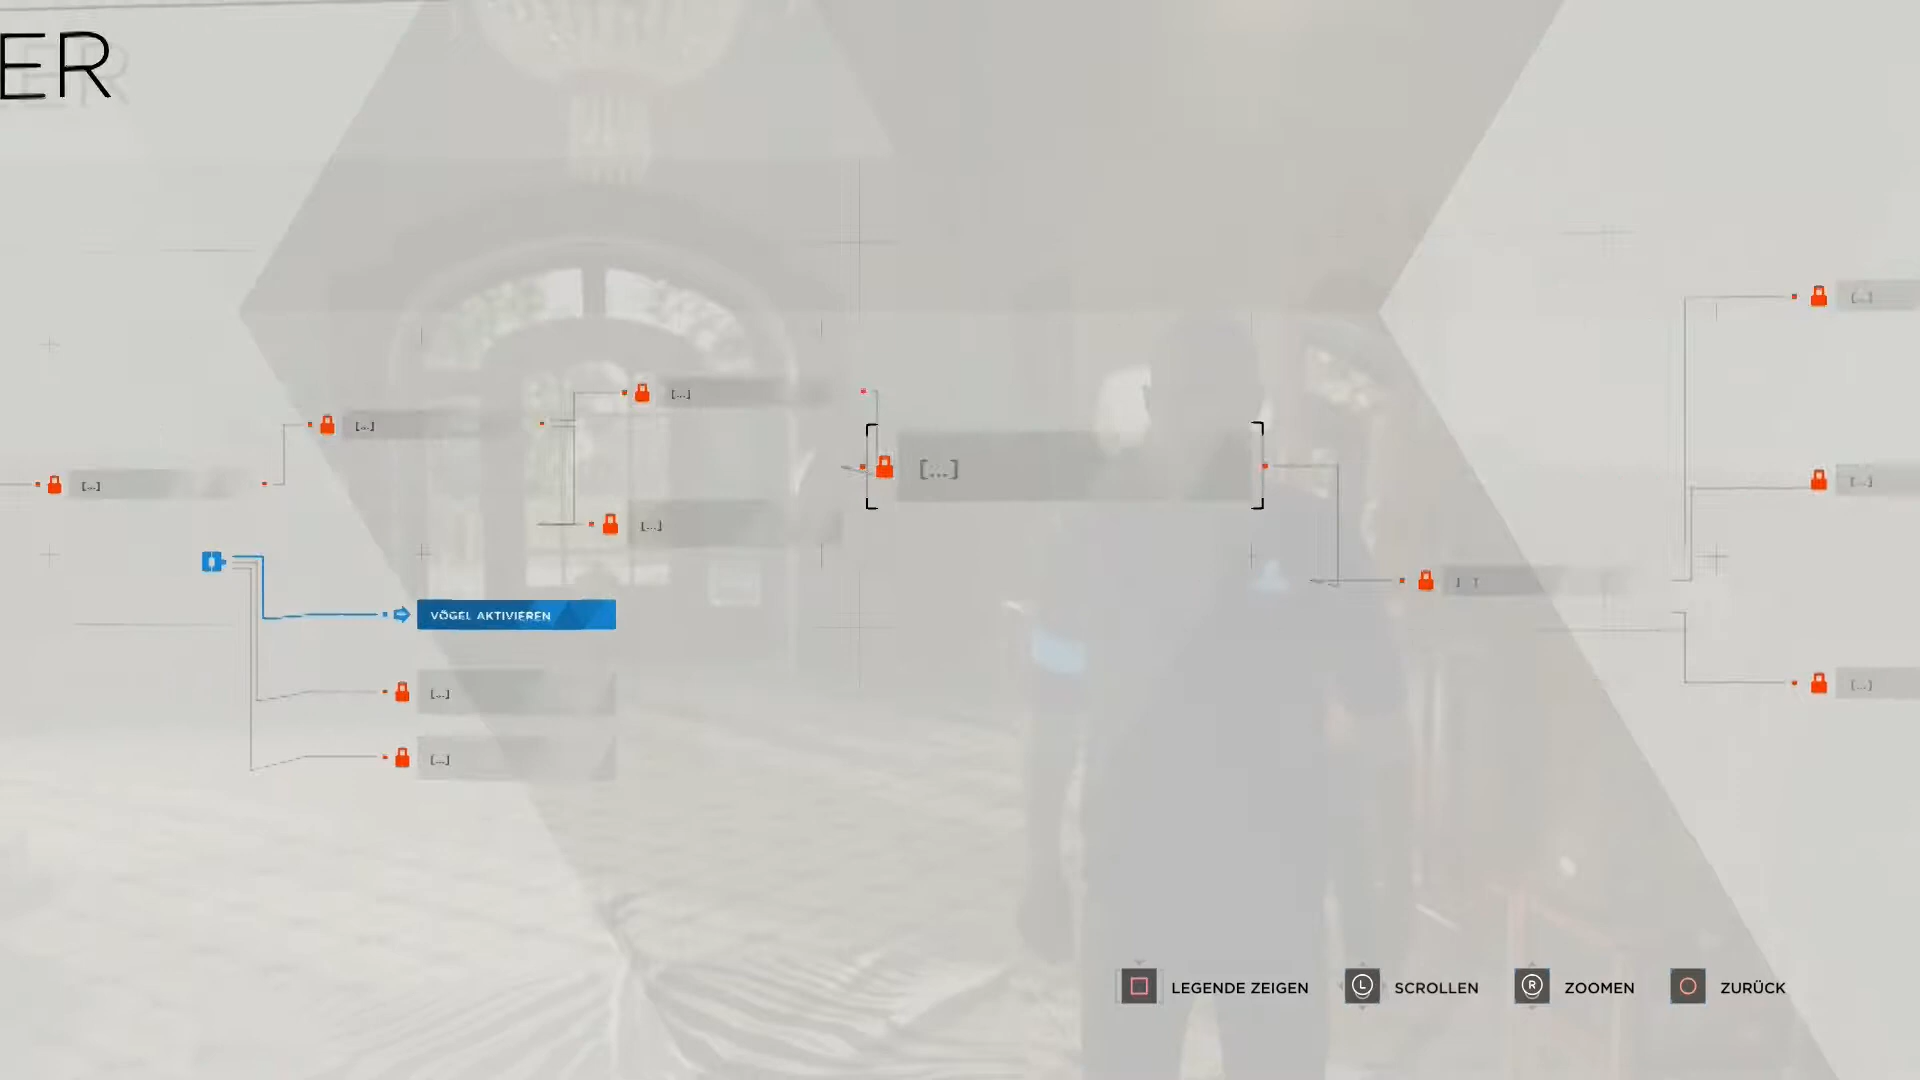 ER
[...]
[...]
[...]
[...]
[...]
[...]
[...]
[...]
VÖGEL AKTIVIEREN
[...]
[...]
[...]
LEGENDE ZEIGEN
L
SCROLLEN
R
ZOOMEN
ZURÜCK